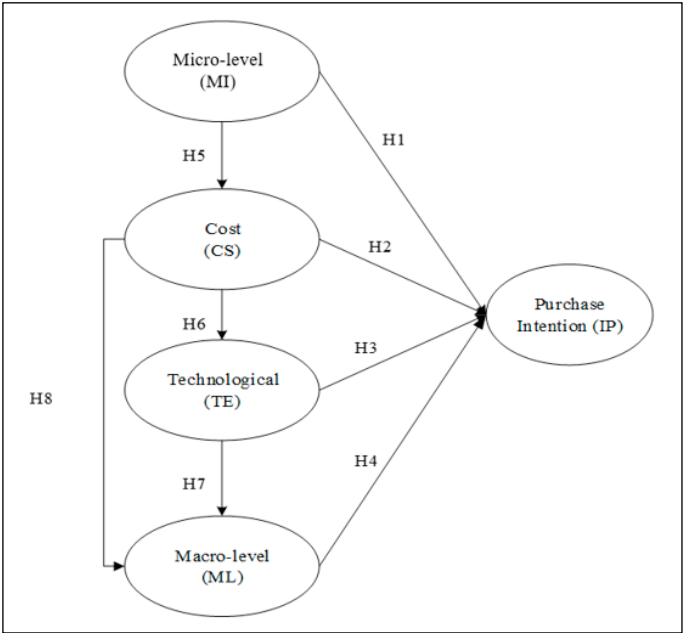 Micro-level
(MI)
H1
H5
Cost
(CS)
H2
Purchase
Intention (IP)
H6
H3
Technological
(TE)
H8
H4
H7
Macro-level
(ML)